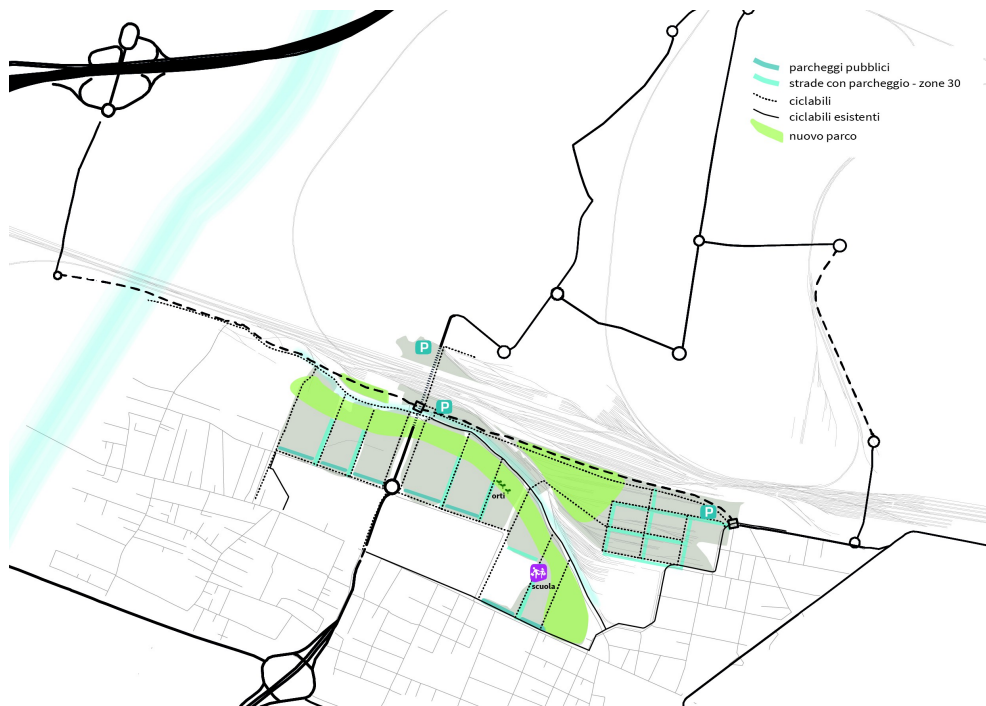 parcheggi pubblici
strade con parcheggio - zone 30
ciclabili
ciclabili esistenti
nuovo parco
P
P
orti
P
scuola